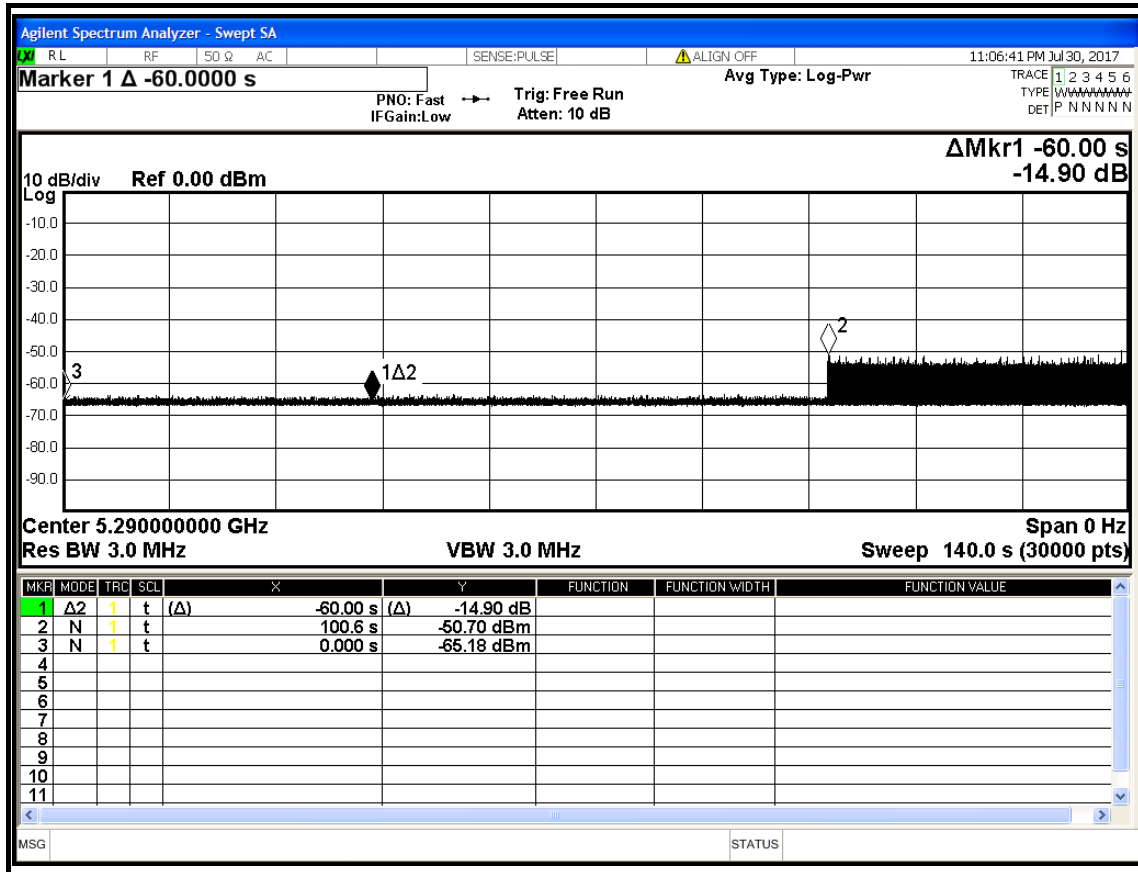 Agilent Spectrum Analyzer - Swept SA
LXI RL RF 50 Ω AC SENSE:PULSE ALIGN OFF 11:06:41 PM Jul 30, 2017
Marker 1 Δ -60.0000 s
Avg Type: Log-Pwr
TRACE 1 2 3 4 5 6
PNO: Fast Trig: Free Run
TYPE WWWWWW
IFGain:Low Atten: 10 dB
DET P N N N N N
ΔMkr1 -60.00 s
-14.90 dB
10 dB/div Ref 0.00 dBm
Log
-10.0
-20.0
-30.0
-40.0
2
-50.0
3
1Δ2
-60.0
-70.0
-80.0
-90.0
Center 5.290000000 GHz Span 0 Hz
Res BW 3.0 MHz VBW 3.0 MHz Sweep 140.0 s (30000 pts)
MKR MODE TRC SCL X Y FUNCTION FUNCTION WIDTH FUNCTION VALUE
1 Δ2 1 t (Δ) -60.00 s (Δ) -14.90 dB
2 N 1 t 100.6 s -50.70 dBm
3 N 1 t 0.000 s -65.18 dBm
4
5
6
7
8
9
10
11
MSG STATUS